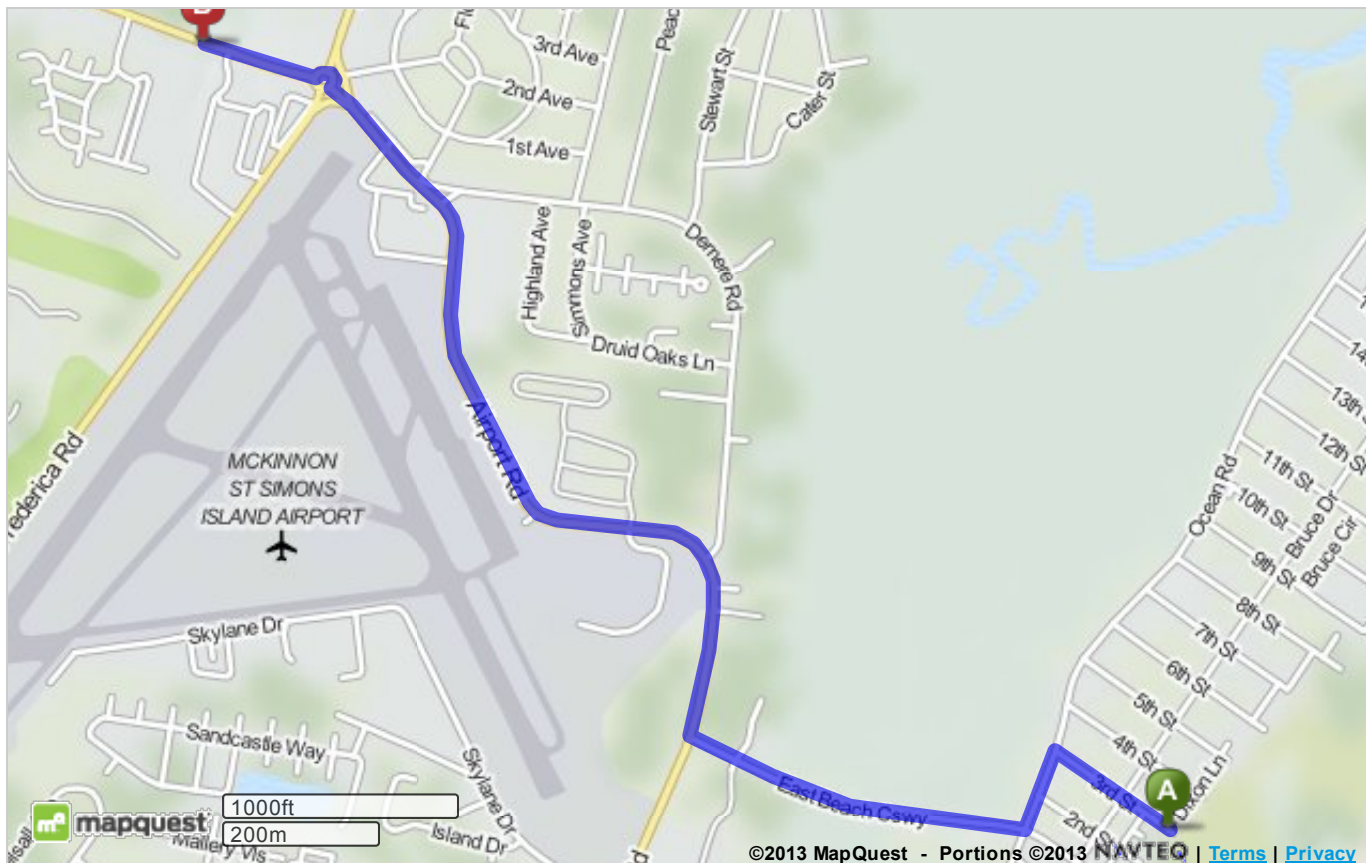 3rd Ave
2nd Ave
1st Ave
Stewart St
Cater St
Highland Ave
Simmons Ave
Demere Rd
Druid Oaks Ln
Airport Rd
MCKINNON
ST SIMONS
ISLAND AIRPORT
Ocean Rd
13th St
12th St
11th St
10th St
Bruce Dr
Bruce Cir
9th St
8th St
7th St
6th St
5th St
4th St
3rd St
2nd St
Dixon Ln
A
East Beach Cswy
Skylane Dr
Sandcastle Way
Skylane Dr
Island Dr
Mallery Vls
mapquest
1000ft
200m
©2013 MapQuest - Portions ©2013 NAVTEQ | Terms | Privacy